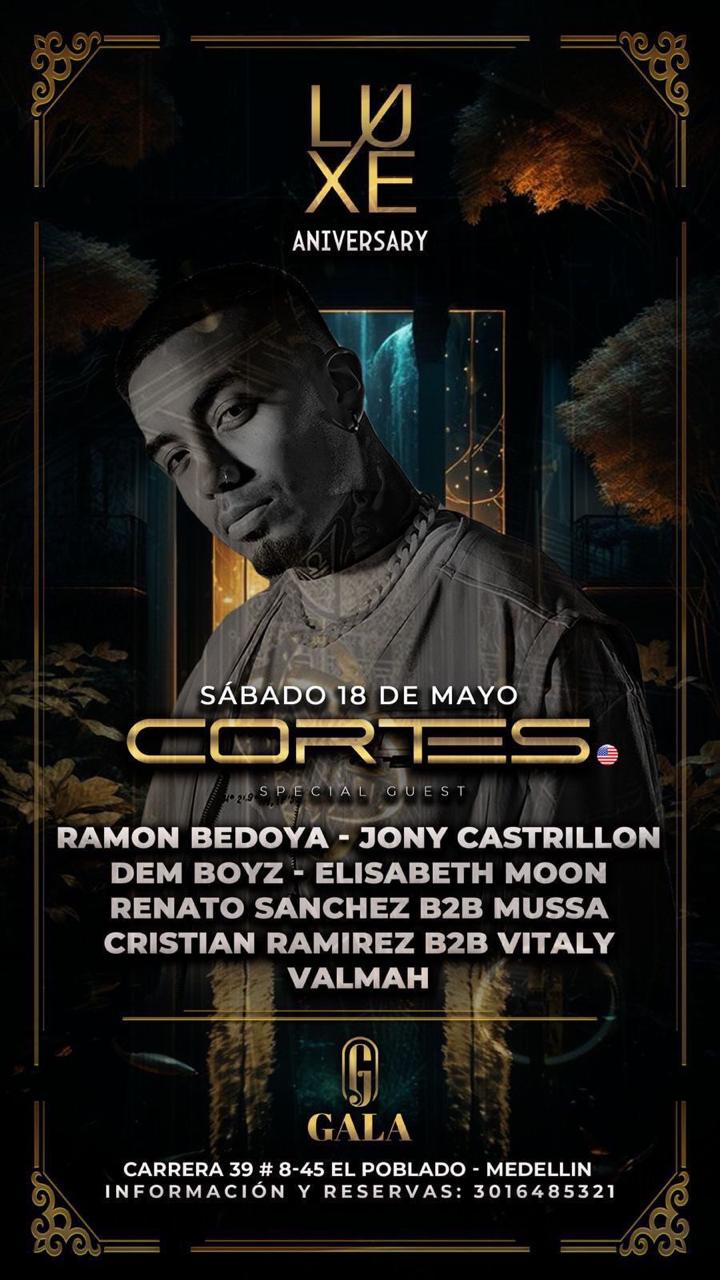 LUXE
ANIVERSARY
SÁBADO 18 DE MAYO
CORTES
SPECIAL GUEST
RAMON BEDOYA - JONY CASTRILLON
DEM BOYZ - ELISABETH MOON
RENATO SANCHEZ B2B MUSSA
CRISTIAN RAMIREZ B2B VITALY
VALMAH
G
GALA
CARRERA 39 # 8-45 EL POBLADO - MEDELLIN
INFORMACIÓN Y RESERVAS: 3016485321